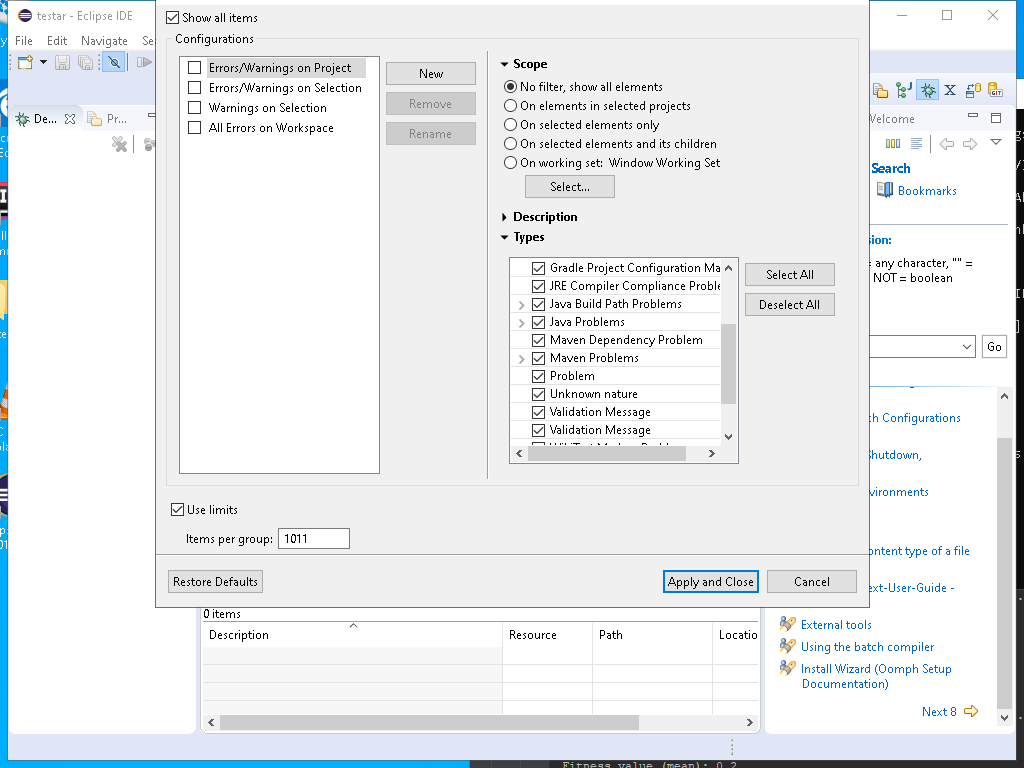 testar - Eclipse IDE
File Edit Navigate Se
De... Pr...
Show all items
Configurations
Errors/Warnings on Project
Errors/Warnings on Selection
Warnings on Selection
All Errors on Workspace
New
Remove
Rename
Scope
No filter, show all elements
On elements in selected projects
On selected elements only
On selected elements and its children
On working set: Window Working Set
Select...
Description
Types
Gradle Project Configuration Ma
JRE Compiler Compliance Proble
Java Build Path Problems
Java Problems
Maven Dependency Problem
Maven Problems
Problem
Unknown nature
Validation Message
Validation Message
Select All
Deselect All
Use limits
Items per group: 1011
Restore Defaults
Apply and Close
Cancel
0 items
Description Resource Path Locatio
GIT
Welcome
Search
Bookmarks
sion:
= any character, "" =
NOT = boolean
Go
ch Configurations
Shutdown,
vironments
ontent type of a file
ext-User-Guide -
External tools
Using the batch compiler
Install Wizard (Oomph Setup
Documentation)
Next 8
Fitness value (mean): 0.2